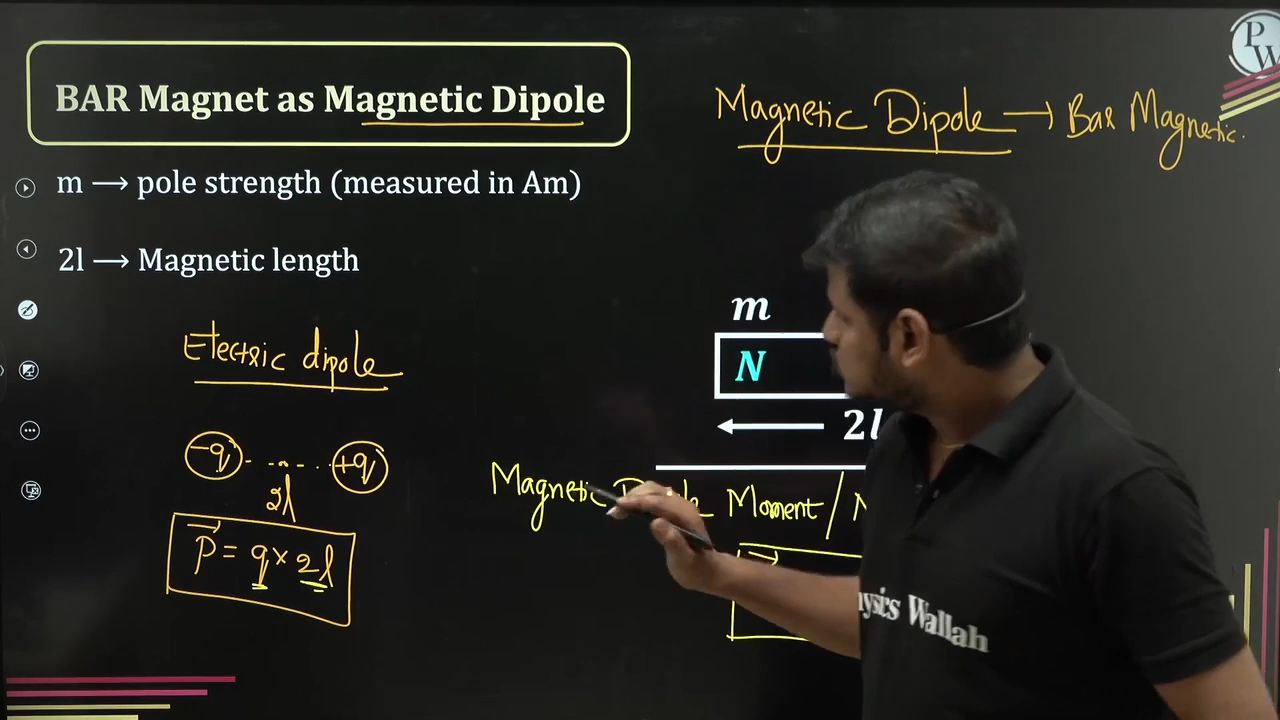 BAR Magnet as Magnetic Dipole
Magnetic Dipole → Bar Magnetic.
m → pole strength (measured in Am)
2l → Magnetic length
Electric dipole
-q +q
2l
P = q × 2l
m
N
2l
Magnetic Moment /
Wallah
PW